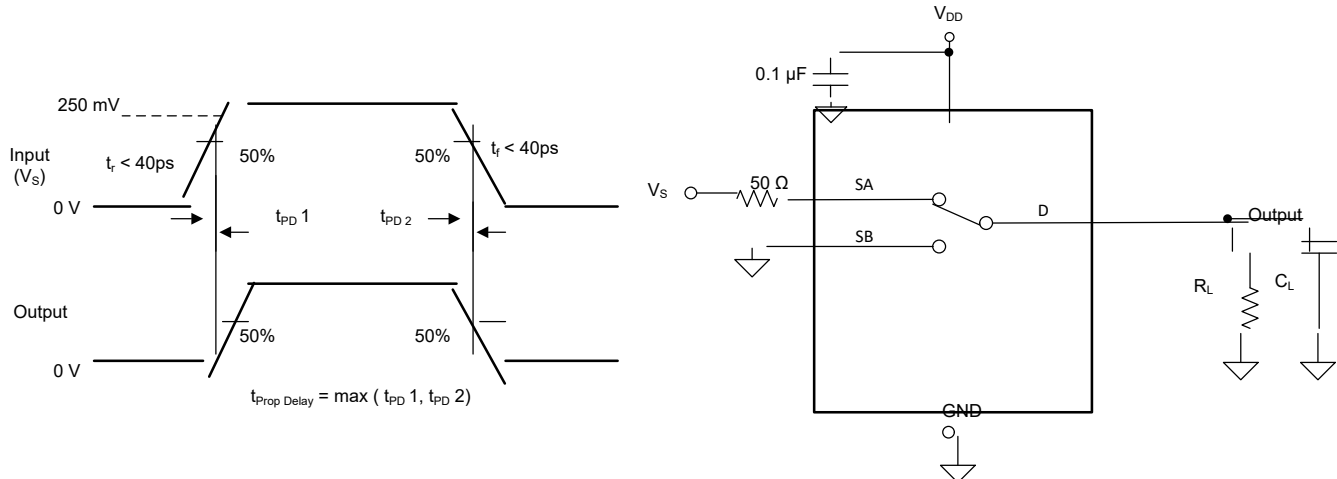 250 mV
Input
(VS)
tr < 40ps
50%
50%
tf < 40ps
0 V
tPD 1
tPD 2
Output
50%
50%
0 V
tProp Delay = max ( tPD 1, tPD 2)
VDD
0.1 µF
VS
50 Ω
SA
D
SB
Output
RL
CL
GND